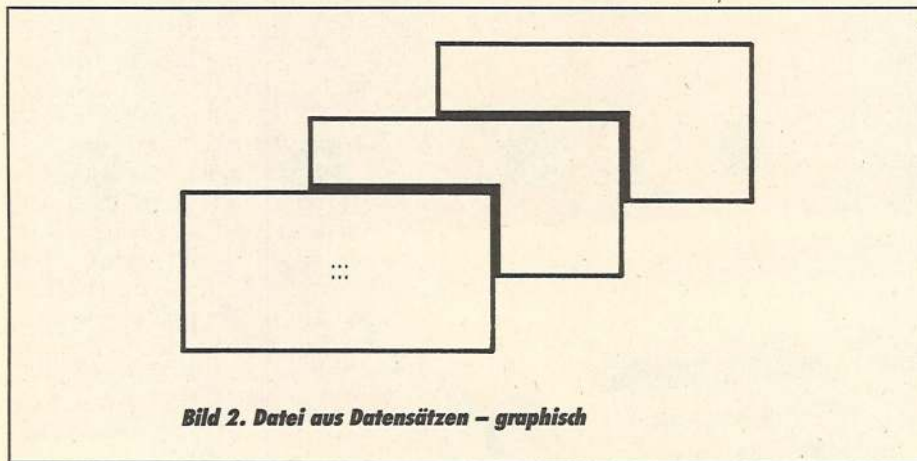 :::
Bild 2. Datei aus Datensätzen – graphisch